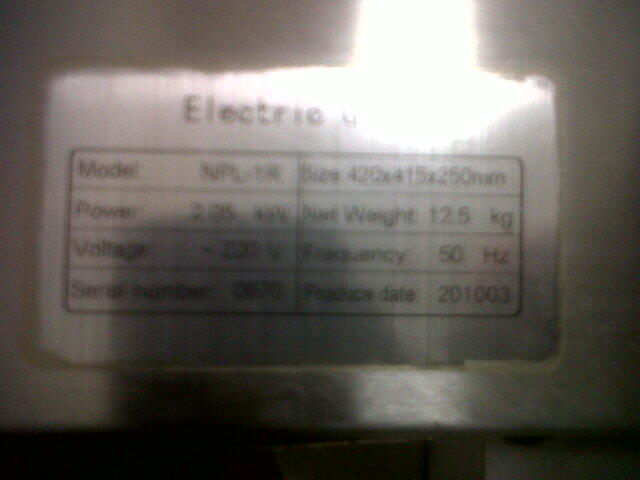 Electric
Model: NPL-1R Size 420x415x250mm
Power: 2.05 kW Net Weight: 12.5 kg
Voltage: ~ 220 V Frequency: 50 Hz
Serial number: Produce date: 201003